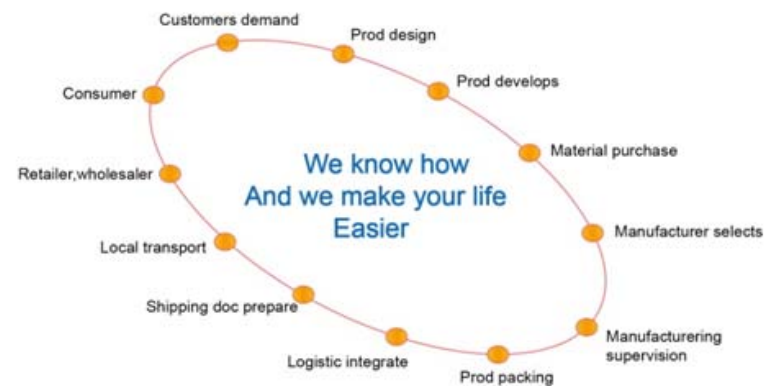 Customers demand
Prod design
Prod develops
Material purchase
Manufacturer selects
Manufacturering
supervision
Prod packing
Logistic integrate
Shipping doc prepare
Local transport
Retailer,wholesaler
Consumer
We know how
And we make your life
Easier